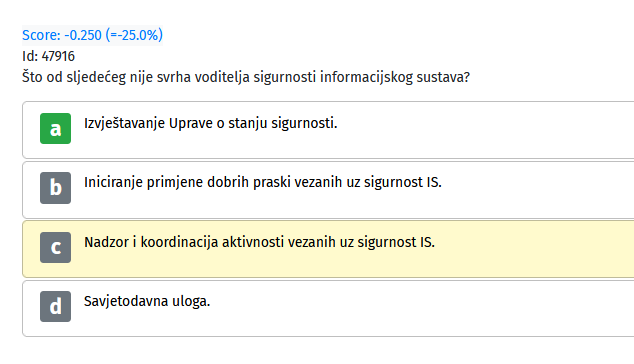 Score: -0.250 (=-25.0%)
Id: 47916
Što od sljedećeg nije svrha voditelja sigurnosti informacijskog sustava?
a Izvještavanje Uprave o stanju sigurnosti.
b Iniciranje primjene dobrih praski vezanih uz sigurnost IS.
c Nadzor i koordinacija aktivnosti vezanih uz sigurnost IS.
d Savjetodavna uloga.